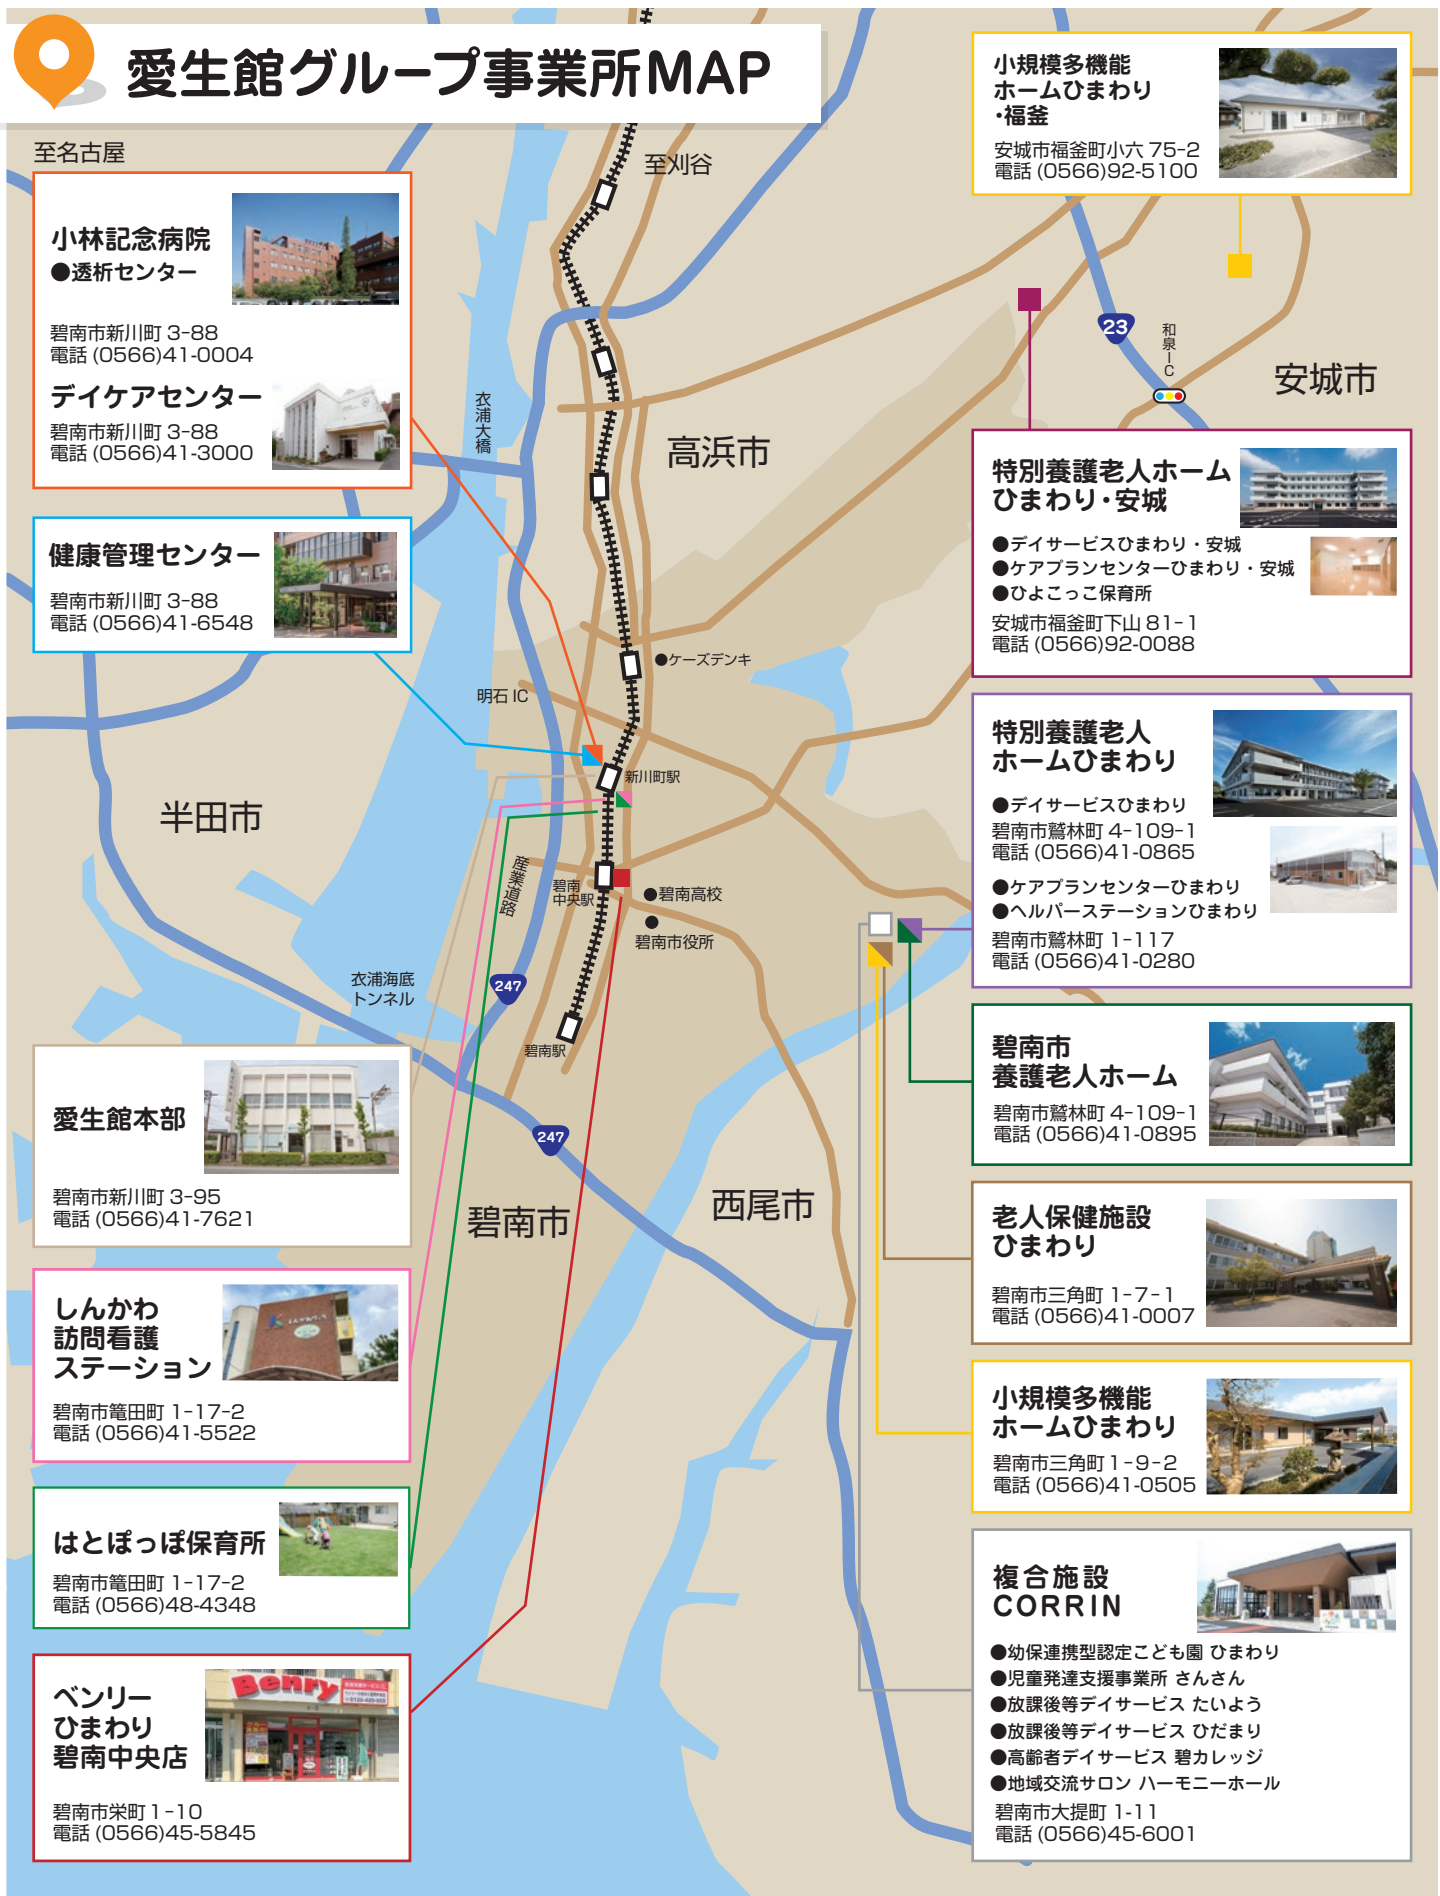 愛生館グループ事業所MAP
至名古屋
至刈谷
小林記念病院
●透析センター
碧南市新川町 3-88
電話 (0566)41-0004
デイケアセンター
碧南市新川町 3-88
電話 (0566)41-3000
健康管理センター
碧南市新川町 3-88
電話 (0566)41-6548
愛生館本部
碧南市新川町 3-95
電話 (0566)41-7621
しんかわ
訪問看護
ステーション
碧南市篭田町 1-17-2
電話 (0566)41-5522
はとぽっぽ保育所
碧南市篭田町 1-17-2
電話 (0566)48-4348
ベンリー
ひまわり
碧南中央店
Benry
碧南市栄町 1-10
電話 (0566)45-5845
衣浦大橋
高浜市
●ケーズデンキ
明石 IC
新川町駅
半田市
産業道路
碧南
中央駅
●碧南高校
●
碧南市役所
衣浦海底
トンネル
247
碧南駅
247
碧南市
西尾市
23
和泉IC
安城市
小規模多機能
ホームひまわり
・福釜
安城市福釜町小六 75-2
電話 (0566)92-5100
特別養護老人ホーム
ひまわり・安城
●デイサービスひまわり・安城
●ケアプランセンターひまわり・安城
●ひよこっこ保育所
安城市福釜町下山 81-1
電話 (0566)92-0088
特別養護老人
ホームひまわり
●デイサービスひまわり
碧南市鷲林町 4-109-1
電話 (0566)41-0865
●ケアプランセンターひまわり
●ヘルパーステーションひまわり
碧南市鷲林町 1-117
電話 (0566)41-0280
碧南市
養護老人ホーム
碧南市鷲林町 4-109-1
電話 (0566)41-0895
老人保健施設
ひまわり
碧南市三角町 1-7-1
電話 (0566)41-0007
小規模多機能
ホームひまわり
碧南市三角町 1-9-2
電話 (0566)41-0505
複合施設
CORRIN
●幼保連携型認定こども園 ひまわり
●児童発達支援事業所 さんさん
●放課後等デイサービス たいよう
●放課後等デイサービス ひだまり
●高齢者デイサービス 碧カレッジ
●地域交流サロン ハーモニーホール
碧南市大提町 1-11
電話 (0566)45-6001